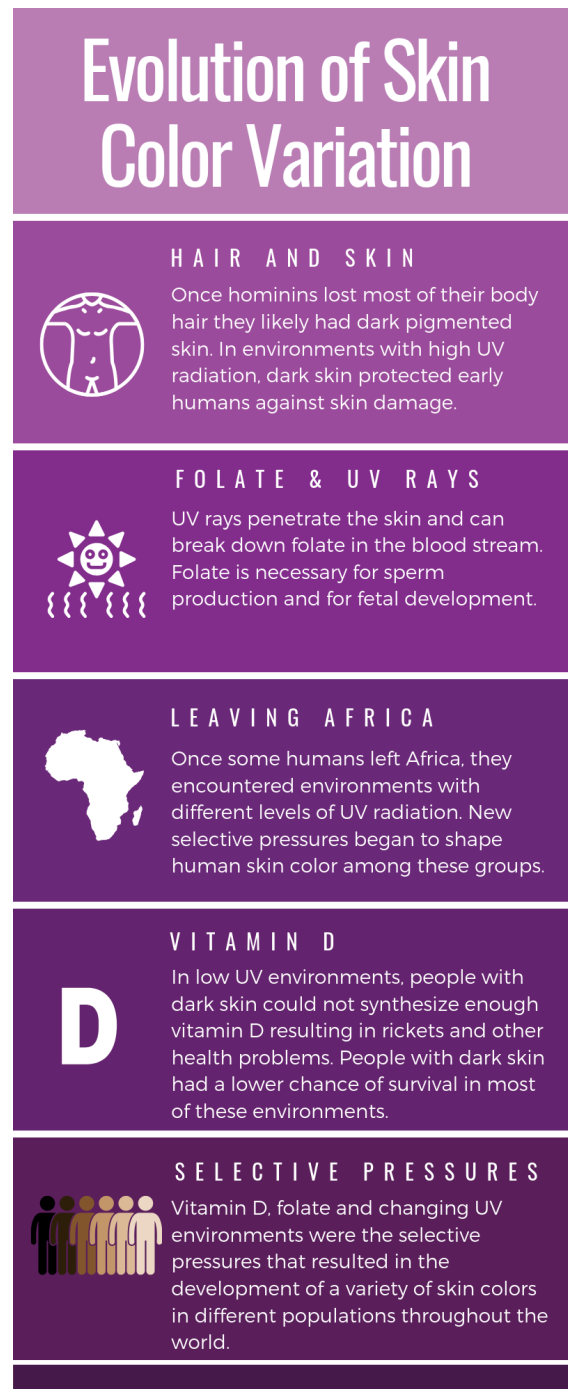 Evolution of Skin
Color Variation
HAIR AND SKIN
Once hominins lost most of their body
hair they likely had dark pigmented
skin. In environments with high UV
radiation, dark skin protected early
humans against skin damage.
FOLATE & UV RAYS
UV rays penetrate the skin and can
break down folate in the blood stream.
Folate is necessary for sperm
production and for fetal development.
LEAVING AFRICA
Once some humans left Africa, they
encountered environments with
different levels of UV radiation. New
selective pressures began to shape
human skin color among these groups.
VITAMIN D
D
In low UV environments, people with
dark skin could not synthesize enough
vitamin D resulting in rickets and other
health problems. People with dark skin
had a lower chance of survival in most
of these environments.
SELECTIVE PRESSURES
Vitamin D, folate and changing UV
environments were the selective
pressures that resulted in the
development of a variety of skin colors
in different populations throughout the
world.